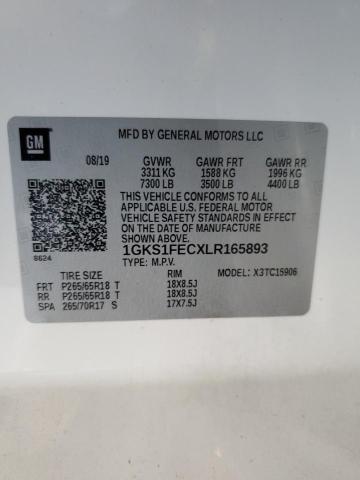 GM
MFD BY GENERAL MOTORS LLC
08/19 GVWR GAWR FRT GAWR RR
3311 KG 1588 KG 1996 KG
7300 LB 3500 LB 4400 LB
THIS VEHICLE CONFORMS TO ALL
APPLICABLE U.S. FEDERAL MOTOR
VEHICLE SAFETY STANDARDS IN EFFECT
ON THE DATE OF MANUFACTURE
SHOWN ABOVE.
8624
1GKS1FECXLR165893
TYPE: M.P.V.
MODEL: X3TC15906
TIRE SIZE RIM
FRT P265/65R18 T 18X8.5J
RR P265/65R18 T 18X8.5J
SPA 265/70R17 S 17X7.5J